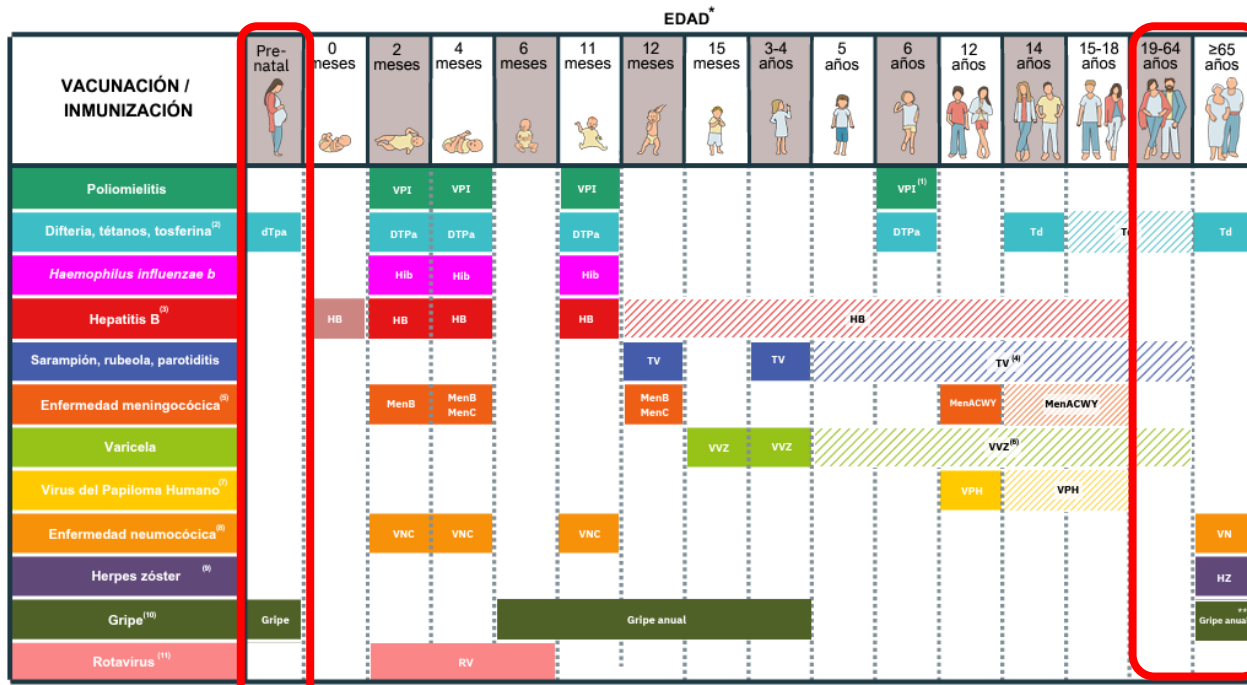 EDAD*
VACUNACIÓN /
INMUNIZACIÓN
Pre-
natal
0
meses
2
meses
4
meses
6
meses
11
meses
12
meses
15
meses
3-4
años
5
años
6
años
12
años
14
años
15-18
años
19-64
años
≥65
años
Poliomielitis
VPI
VPI
VPI
VPI(1)
Difteria, tétanos, tosferina(2)
dTpa
DTPa
DTPa
DTPa
DTPa
Td
Td
Haemophilus influenzae b
Hib
Hib
Hib
Hepatitis B(3)
HB
HB
HB
HB
HB
Sarampión, rubeola, parotiditis
TV
TV
TV(4)
Enfermedad meningocócica(5)
MenB
MenB
MenC
MenB
MenC
MenACWY
MenACWY
Varicela
VVZ
VVZ
VVZ(6)
Virus del Papiloma Humano(7)
VPH
VPH
Enfermedad neumocócica(8)
VNC
VNC
VNC
VN
Herpes zóster (9)
HZ
Gripe(10)
Gripe
Gripe anual
Gripe anual**
Rotavirus (11)
RV